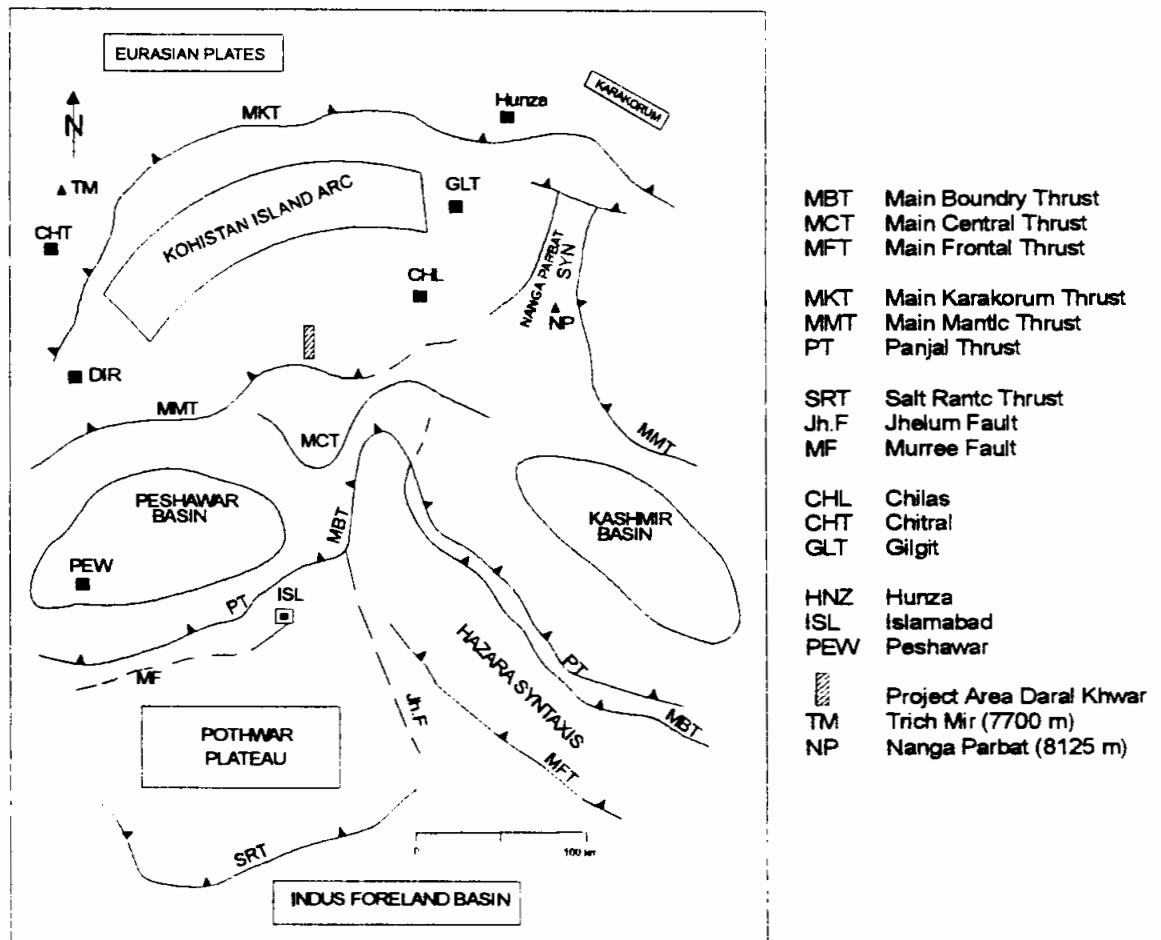 EURASIAN PLATES
KARAKORUM
N
MKT
Hunza
TM
KOHISTAN ISLAND ARC
GLT
CHT
CHL
NANGA PARBAT
SYN
NP
DIR
MMT
MCT
MMT
PESHAWAR
BASIN
MBT
KASHMIR
BASIN
PEW
PT
ISL
MF
HAZARA SYNTAXIS
PT
MBT
Jh.F
POTHWAR
PLATEAU
MFT
SRT
0 100 km
INDUS FORELAND BASIN
MBT Main Boundry Thrust
MCT Main Central Thrust
MFT Main Frontal Thrust
MKT Main Karakorum Thrust
MMT Main Mantlc Thrust
PT Panjal Thrust
SRT Salt Rantc Thrust
Jh.F Jhelum Fault
MF Murree Fault
CHL Chilas
CHT Chitral
GLT Gilgit
HNZ Hunza
ISL Islamabad
PEW Peshawar
Project Area Daral Khwar
TM Trich Mir (7700 m)
NP Nanga Parbat (8125 m)